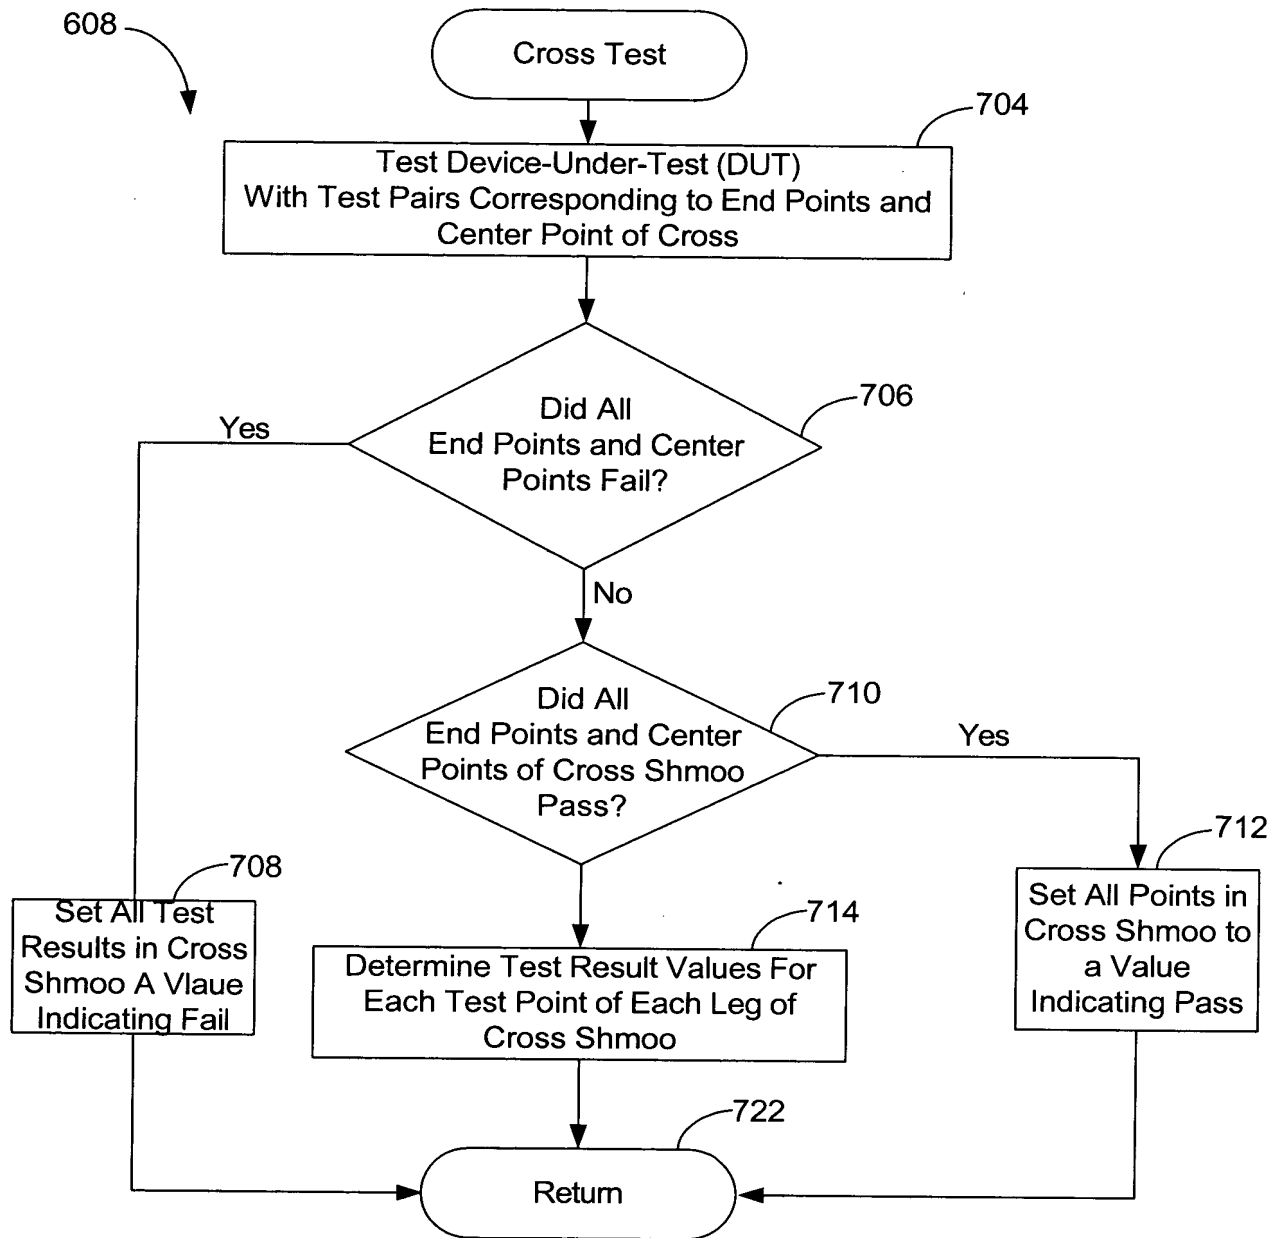 608
Cross Test
704
Test Device-Under-Test (DUT)
With Test Pairs Corresponding to End Points and
Center Point of Cross
706
Did All
End Points and Center
Points Fail?
Yes
No
710
Did All
End Points and Center
Points of Cross Shmoo
Pass?
Yes
708
Set All Test
Results in Cross
Shmoo A Vlaue
Indicating Fail
714
Determine Test Result Values For
Each Test Point of Each Leg of
Cross Shmoo
712
Set All Points in
Cross Shmoo to
a Value
Indicating Pass
722
Return